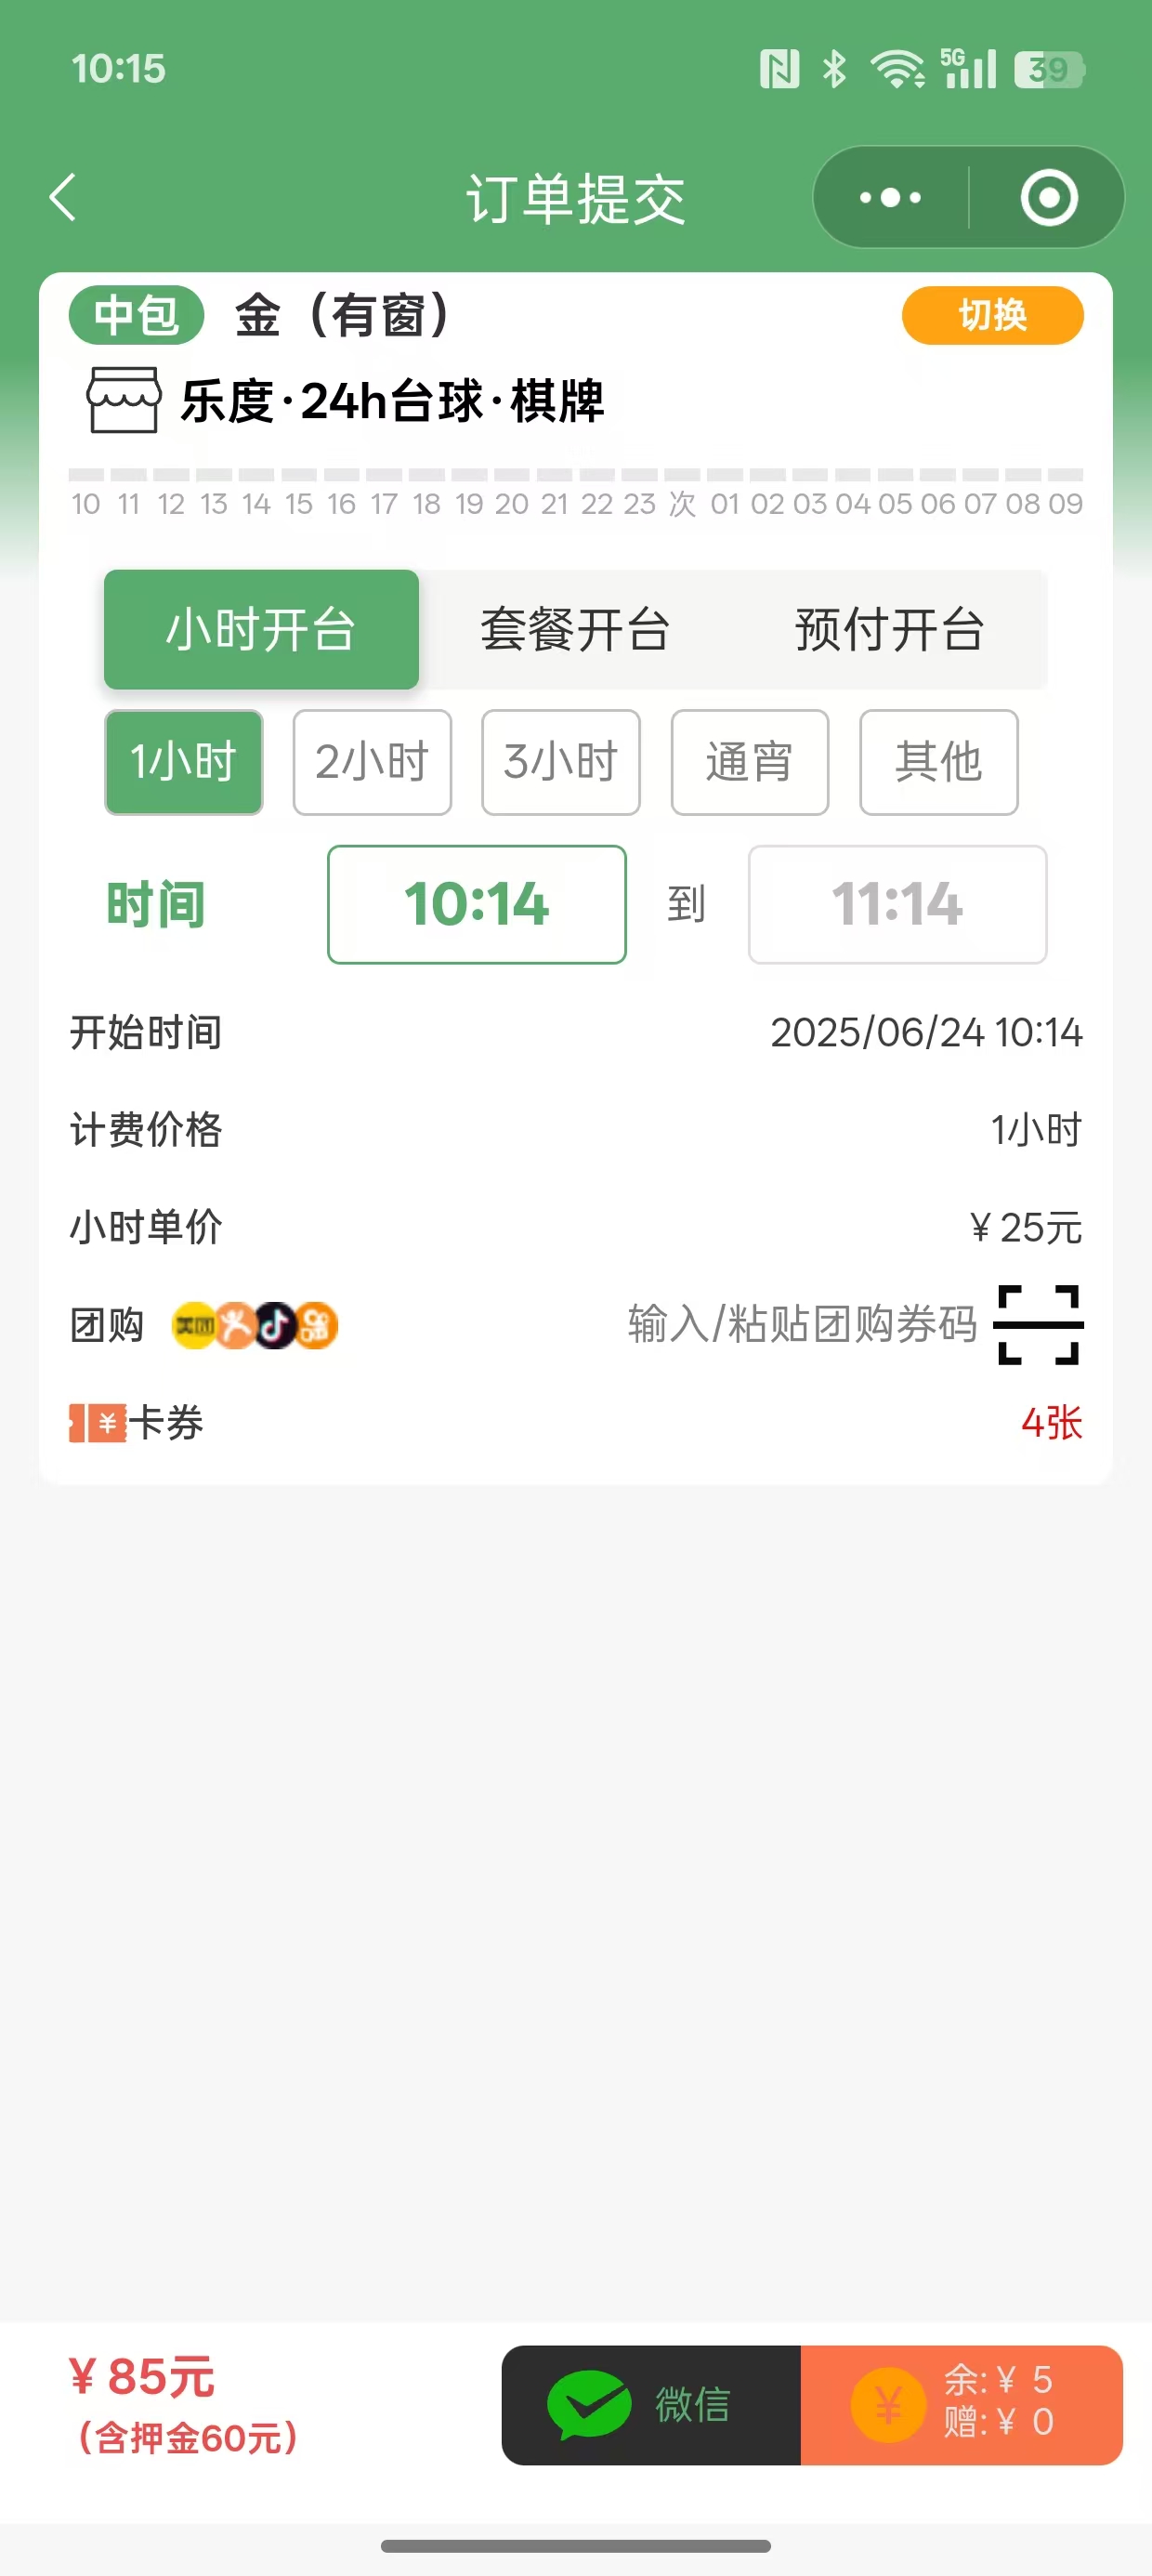 10:15
5G
39
订单提交
中包 金（有窗） 切换
乐度·24h台球·棋牌
10 11 12 13 14 15 16 17 18 19 20 21 22 23 次 01 02 03 04 05 06 07 08 09
小时开台 套餐开台 预付开台
1小时 2小时 3小时 通宵 其他
时间 10:14 到 11:14
开始时间 2025/06/24 10:14
计费价格 1小时
小时单价 ¥25元
团购 美团 输入/粘贴团购券码
¥ 卡券 4张
¥85元
（含押金60元）
微信
¥
余:¥ 5
赠:¥ 0